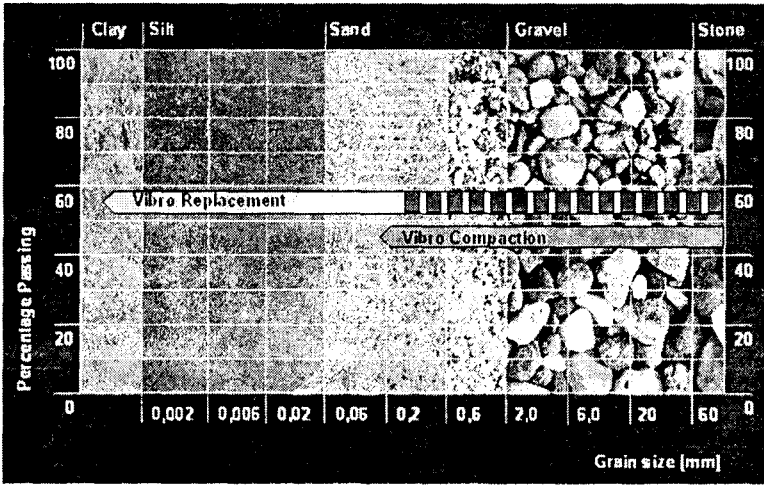 Clay Silt Sand Gravel Stone
100 100
80 80
Vibro Replacement
60 60
Vibro Compaction
40 40
20 20
Percentage Passing
0 0,002 0,006 0,02 0,06 0,2 0,6 2,0 6,0 20 60 0
Grain size [mm]